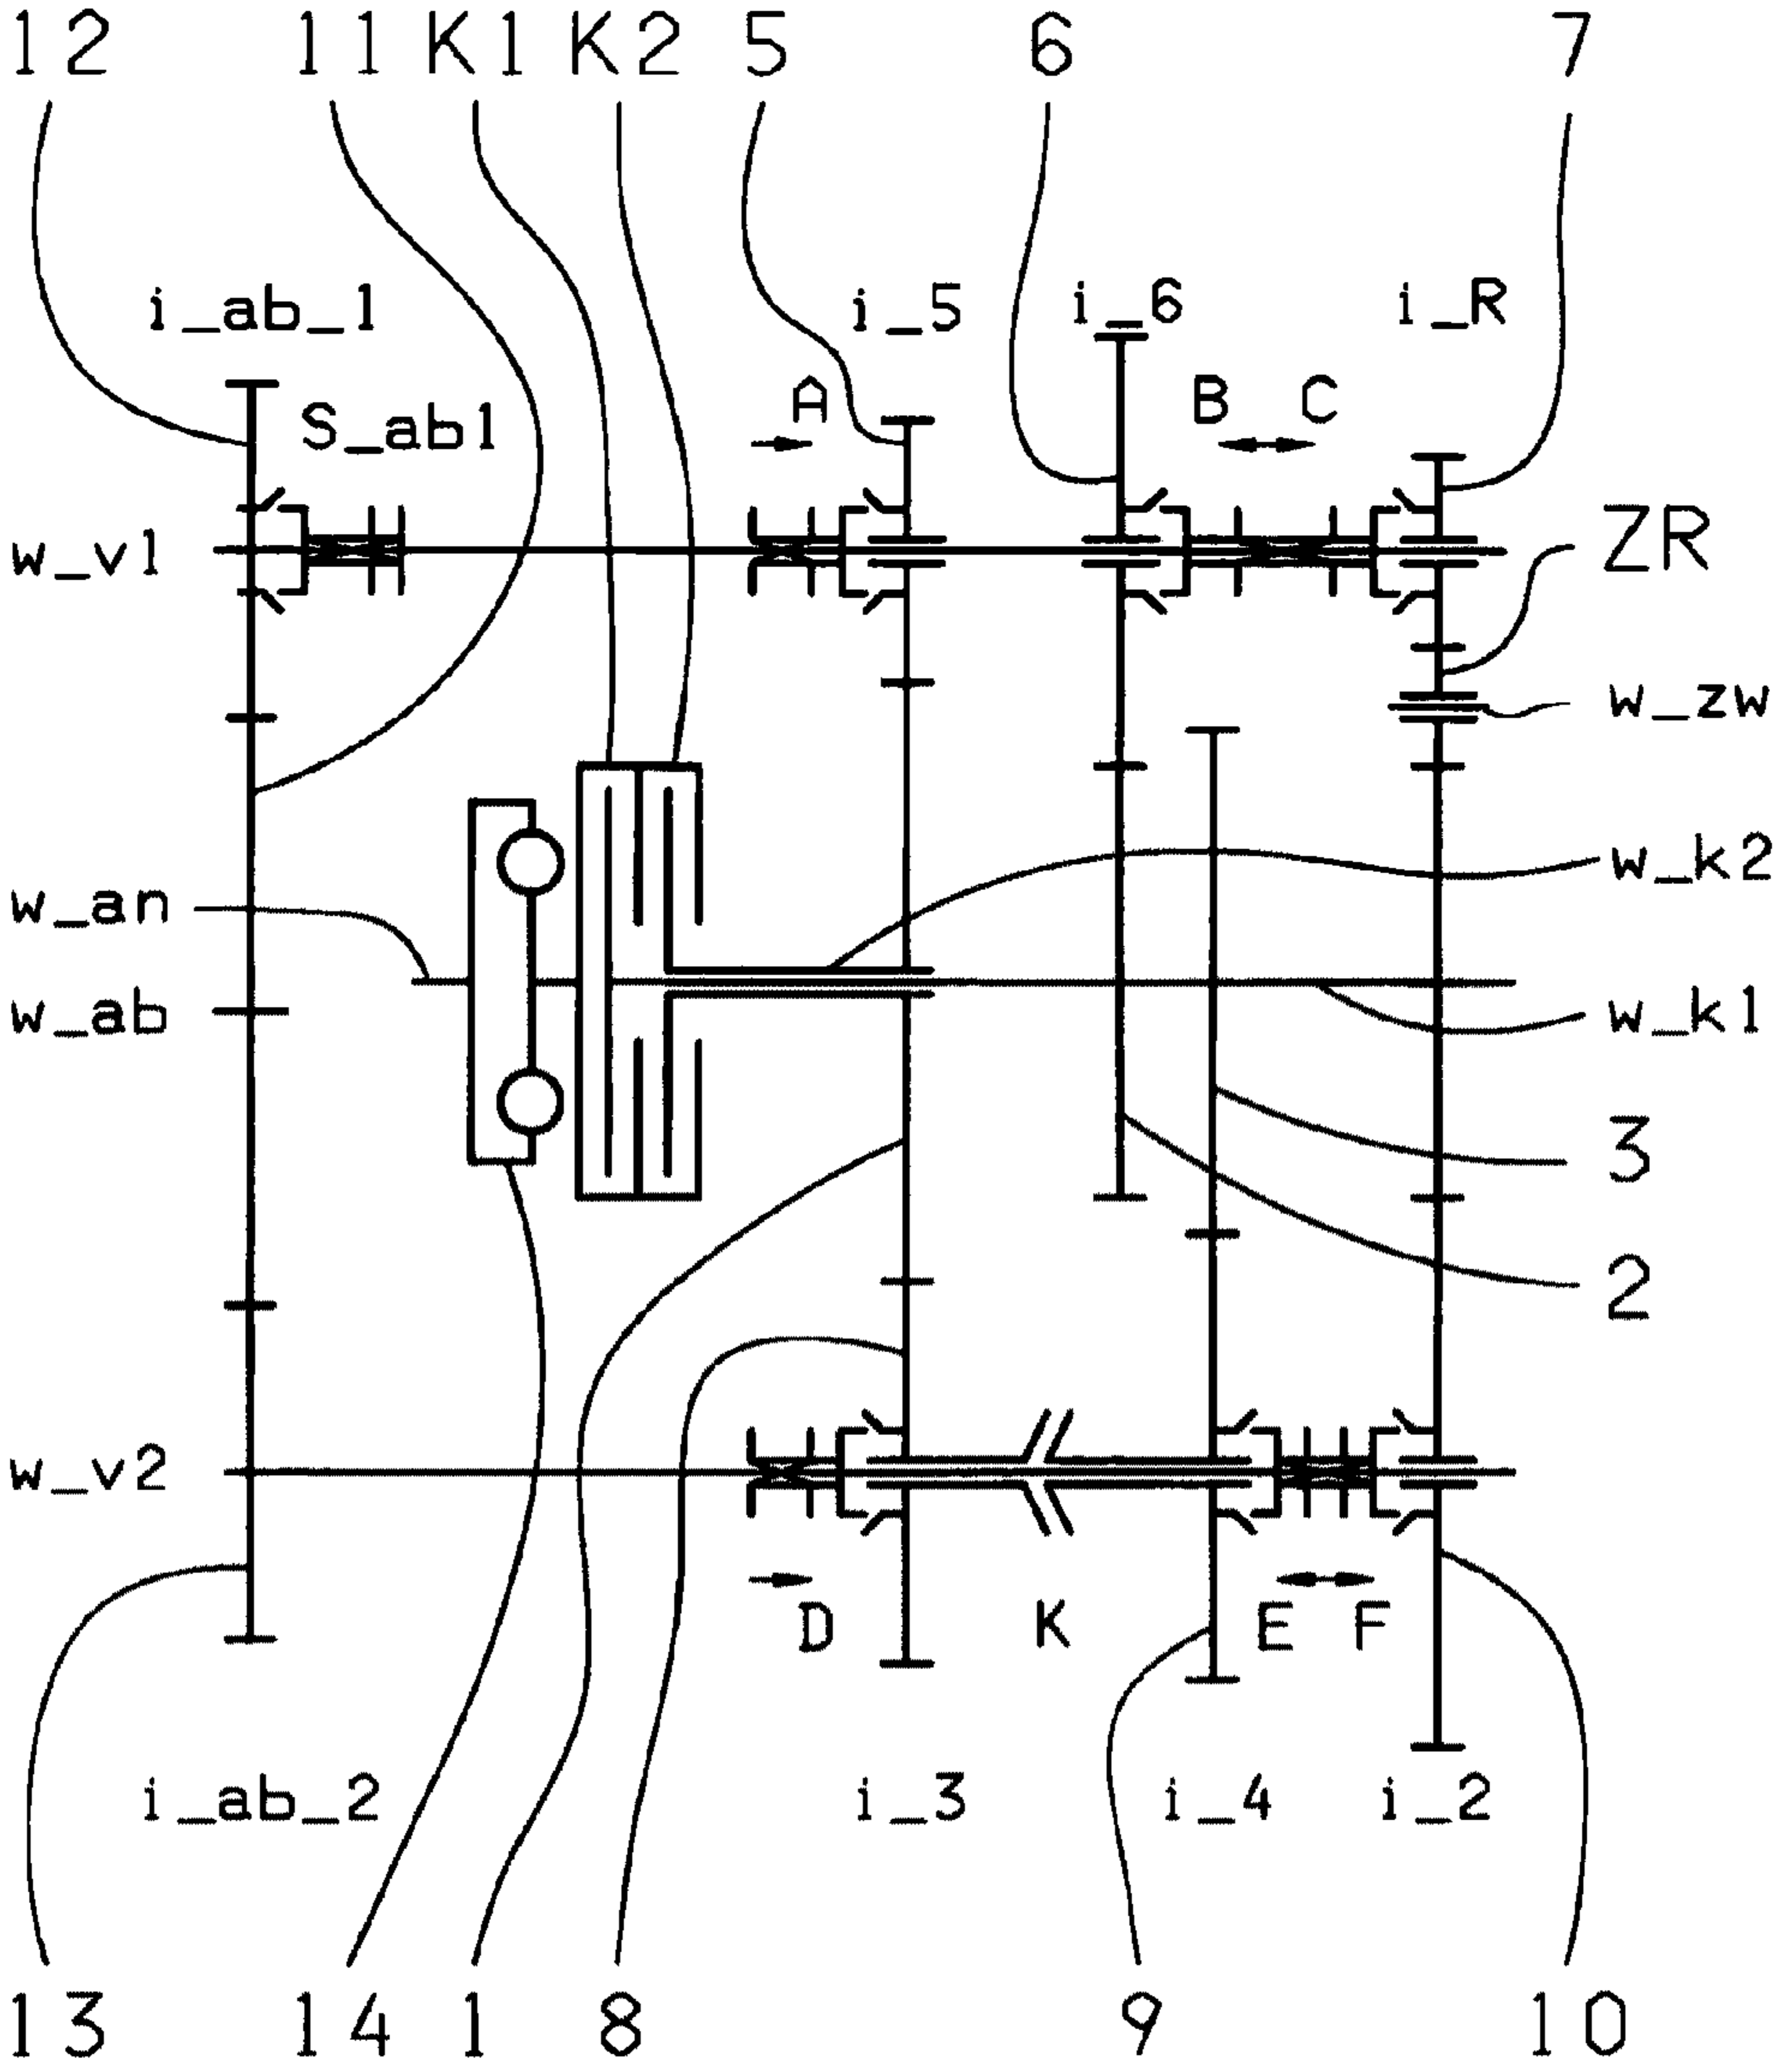 12 11 K1 K2 5 6 7
i_ab_1 i_5 i_6 i_R
S_ab1 A B C
w_v1 ZR
w_zw
w_k2
w_an
w_ab w_k1
3
2
w_v2
D K E F
i_ab_2 i_3 i_4 i_2
13 14 1 8 9 10